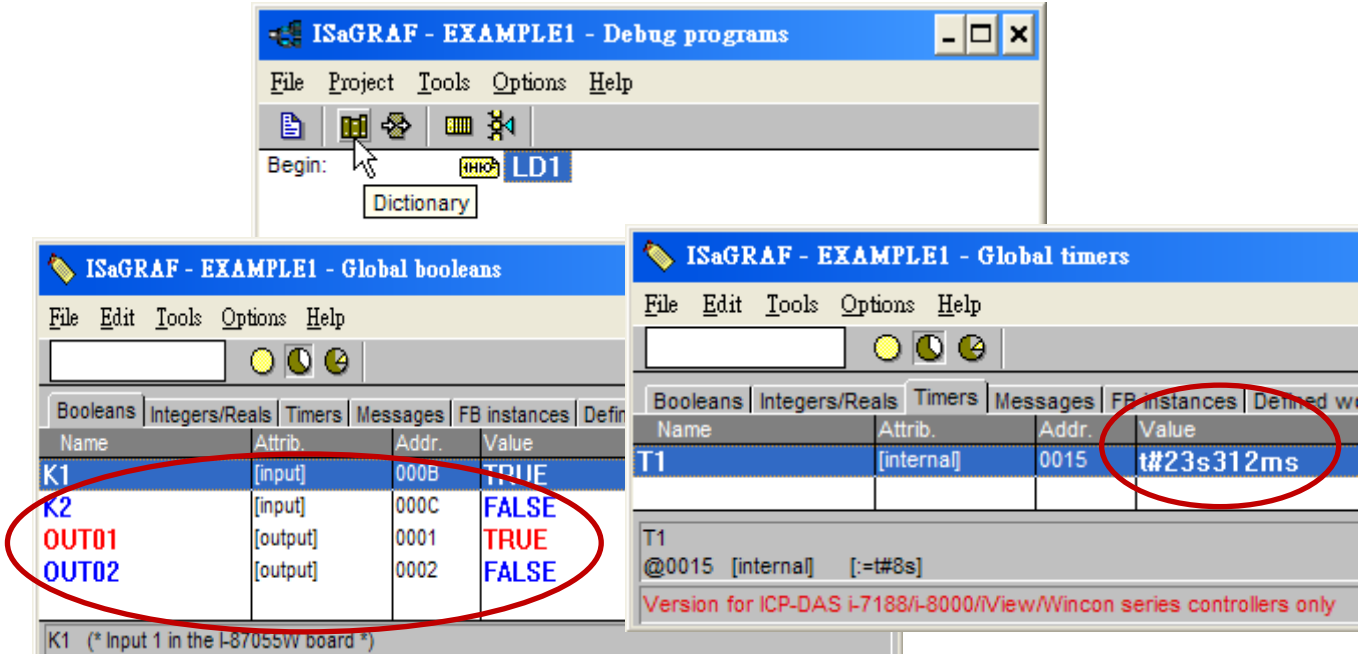 ISaGRAF - EXAMPLE1 - Debug programs
File Project Tools Options Help
Begin: LD1
Dictionary
ISaGRAF - EXAMPLE1 - Global booleans
File Edit Tools Options Help
Booleans Integers/Reals Timers Messages FB instances Defin
Name Attrib. Addr. Value
K1 [input] 000B TRUE
K2 [input] 000C FALSE
OUT01 [output] 0001 TRUE
OUT02 [output] 0002 FALSE
K1 (* Input 1 in the I-87055W board *)
ISaGRAF - EXAMPLE1 - Global timers
File Edit Tools Options Help
Booleans Integers/Reals Timers Messages FB instances Defined wo
Name Attrib. Addr. Value
T1 [internal] 0015 t#23s312ms
T1
@0015 [internal] [:=t#8s]
Version for ICP-DAS i-7188/i-8000/iView/Wincon series controllers only